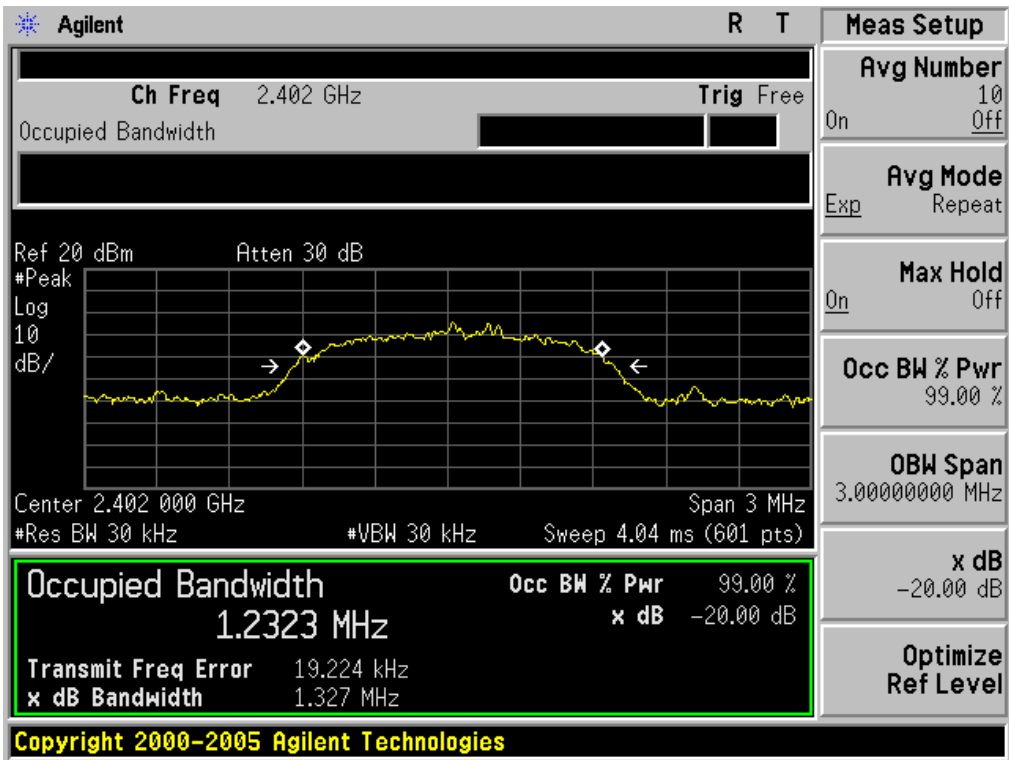 Agilent R T
Ch Freq 2.402 GHz Trig Free
Occupied Bandwidth
Ref 20 dBm Atten 30 dB
#Peak
Log
10
dB/
Center 2.402 000 GHz Span 3 MHz
#Res BW 30 kHz #VBW 30 kHz Sweep 4.04 ms (601 pts)
Occupied Bandwidth Occ BW % Pwr 99.00 %
1.2323 MHz x dB -20.00 dB
Transmit Freq Error 19.224 kHz
x dB Bandwidth 1.327 MHz
Copyright 2000-2005 Agilent Technologies
Meas Setup
Avg Number
10
On Off
Avg Mode
Exp Repeat
Max Hold
On Off
Occ BW % Pwr
99.00 %
OBW Span
3.00000000 MHz
x dB
-20.00 dB
Optimize
Ref Level